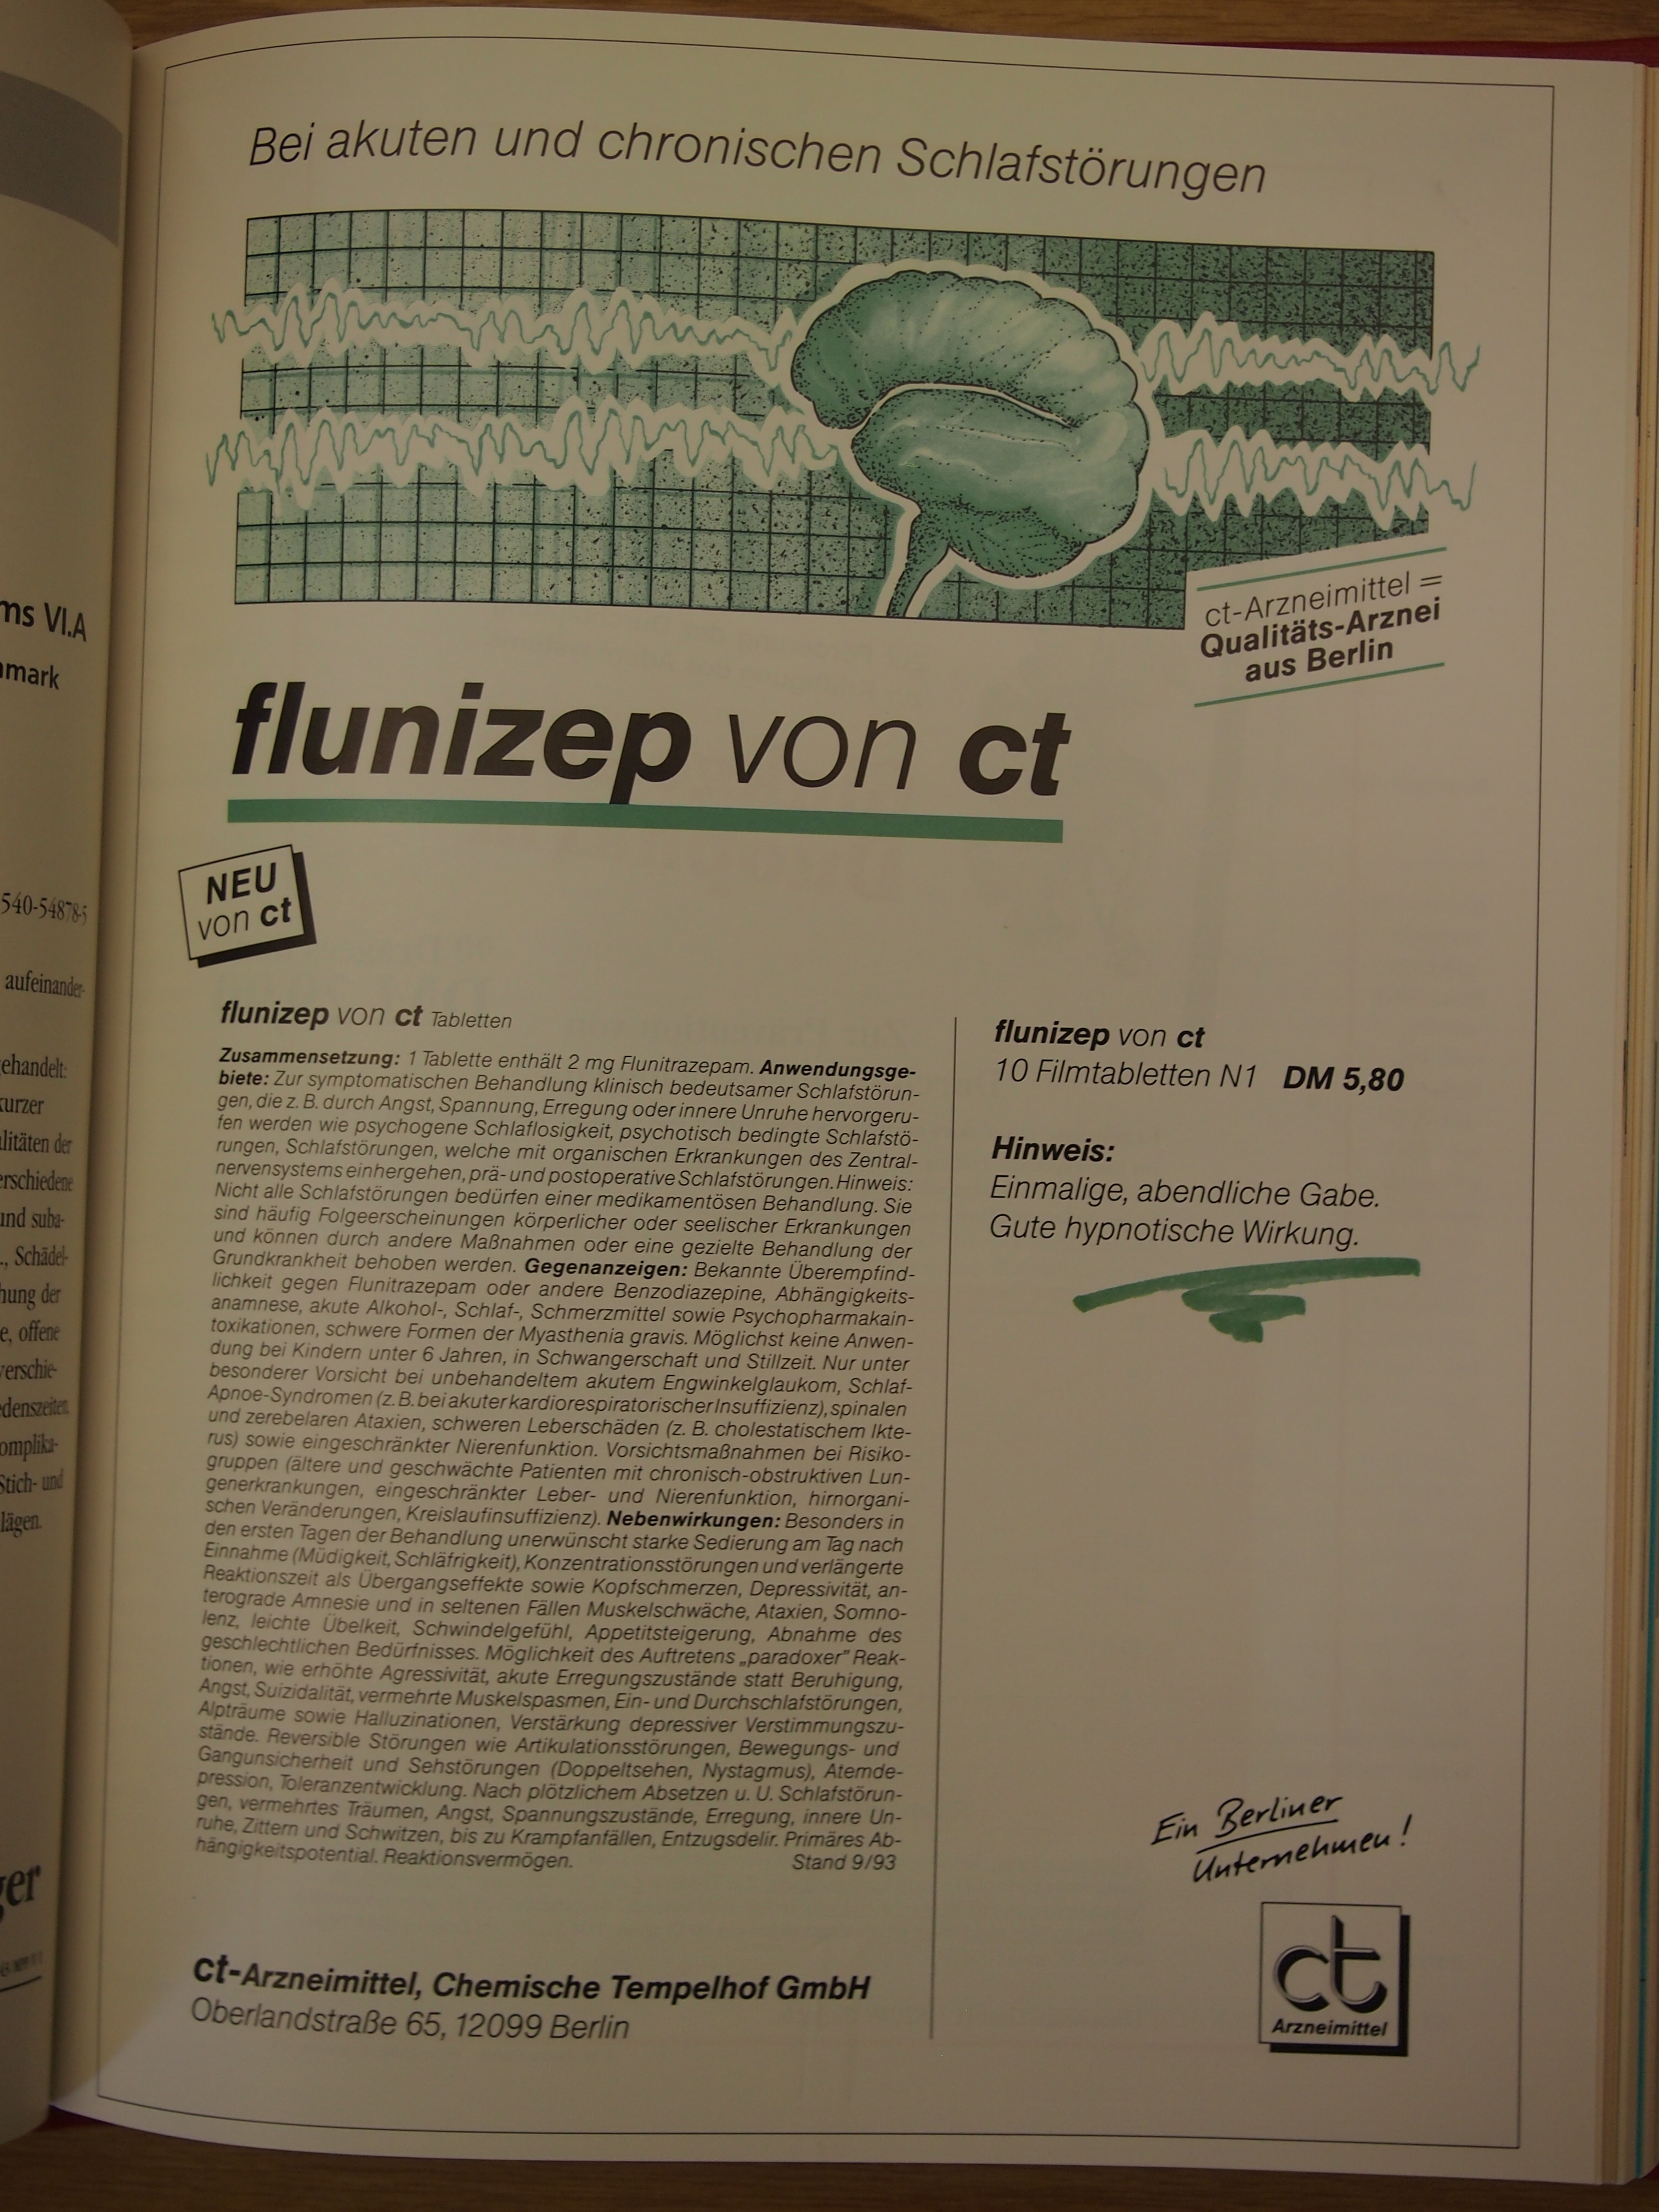 Bei akuten und chronischen Schlafstörungen
ct-Arzneimittel =
Qualitäts-Arznei
aus Berlin
flunizep von ct
NEU
von ct
flunizep von ct Tabletten
Zusammensetzung: 1 Tablette enthält 2 mg Flunitrazepam. Anwendungsge-
biete: Zur symptomatischen Behandlung klinisch bedeutsamer Schlafstörun-
gen, die z. B. durch Angst, Spannung, Erregung oder innere Unruhe hervorgeru-
fen werden wie psychogene Schlaflosigkeit, psychotisch bedingte Schlafstö-
rungen, Schlafstörungen, welche mit organischen Erkrankungen des Zentral-
nervensystems einhergehen, prä- und postoperative Schlafstörungen. Hinweis:
Nicht alle Schlafstörungen bedürfen einer medikamentösen Behandlung. Sie
sind häufig Folgeerscheinungen körperlicher oder seelischer Erkrankungen
und können durch andere Maßnahmen oder eine gezielte Behandlung der
Grundkrankheit behoben werden. Gegenanzeigen: Bekannte Überempfind-
lichkeit gegen Flunitrazepam oder andere Benzodiazepine, Abhängigkeits-
anamnese, akute Alkohol-, Schlaf-, Schmerzmittel sowie Psychopharmakain-
toxikationen, schwere Formen der Myasthenia gravis. Möglichst keine Anwen-
dung bei Kindern unter 6 Jahren, in Schwangerschaft und Stillzeit. Nur unter
besonderer Vorsicht bei unbehandeltem akutem Engwinkelglaukom, Schlaf-
Apnoe-Syndromen (z. B. bei akuter kardiorespiratorischer Insuffizienz), spinalen
und zerebelaren Ataxien, schweren Leberschäden (z. B. cholestatischem Ikte-
rus) sowie eingeschränkter Nierenfunktion. Vorsichtsmaßnahmen bei Risiko-
gruppen (ältere und geschwächte Patienten mit chronisch-obstruktiven Lun-
generkrankungen, eingeschränkter Leber- und Nierenfunktion, hirnorgani-
schen Veränderungen, Kreislaufinsuffizienz). Nebenwirkungen: Besonders in
den ersten Tagen der Behandlung unerwünscht starke Sedierung am Tag nach
Einnahme (Müdigkeit, Schläfrigkeit), Konzentrationsstörungen und verlängerte
Reaktionszeit als Übergangseffekte sowie Kopfschmerzen, Depressivität, an-
terograde Amnesie und in seltenen Fällen Muskelschwäche, Ataxien, Somno-
lenz, leichte Übelkeit, Schwindelgefühl, Appetitsteigerung, Abnahme des
geschlechtlichen Bedürfnisses. Möglichkeit des Auftretens „paradoxer" Reak-
tionen, wie erhöhte Agressivität, akute Erregungszustände statt Beruhigung,
Angst, Suizidalität, vermehrte Muskelspasmen, Ein- und Durchschlafstörungen,
Alpträume sowie Halluzinationen, Verstärkung depressiver Verstimmungszu-
stände. Reversible Störungen wie Artikulationsstörungen, Bewegungs- und
Gangunsicherheit und Sehstörungen (Doppeltsehen, Nystagmus), Atemde-
pression, Toleranzentwicklung. Nach plötzlichem Absetzen u. U. Schlafstörun-
gen, vermehrtes Träumen, Angst, Spannungszustände, Erregung, innere Un-
ruhe, Zittern und Schwitzen, bis zu Krampfanfällen, Entzugsdelir. Primäres Ab-
hängigkeitspotential. Reaktionsvermögen. Stand 9/93
ct-Arzneimittel, Chemische Tempelhof GmbH
Oberlandstraße 65, 12099 Berlin
flunizep von ct
10 Filmtabletten N1 DM 5,80
Hinweis:
Einmalige, abendliche Gabe.
Gute hypnotische Wirkung.
Ein Berliner
Unternehmen!
ct
Arzneimittel
ms VI.A
mark
540-54878-5
aufeinander-
ehandelt:
kurzer
litäten der
erschiedene
und suba-
., Schädel-
hung der
e, offene
verschie-
denszeiten,
omplika-
Stich- und
lägen.
ger